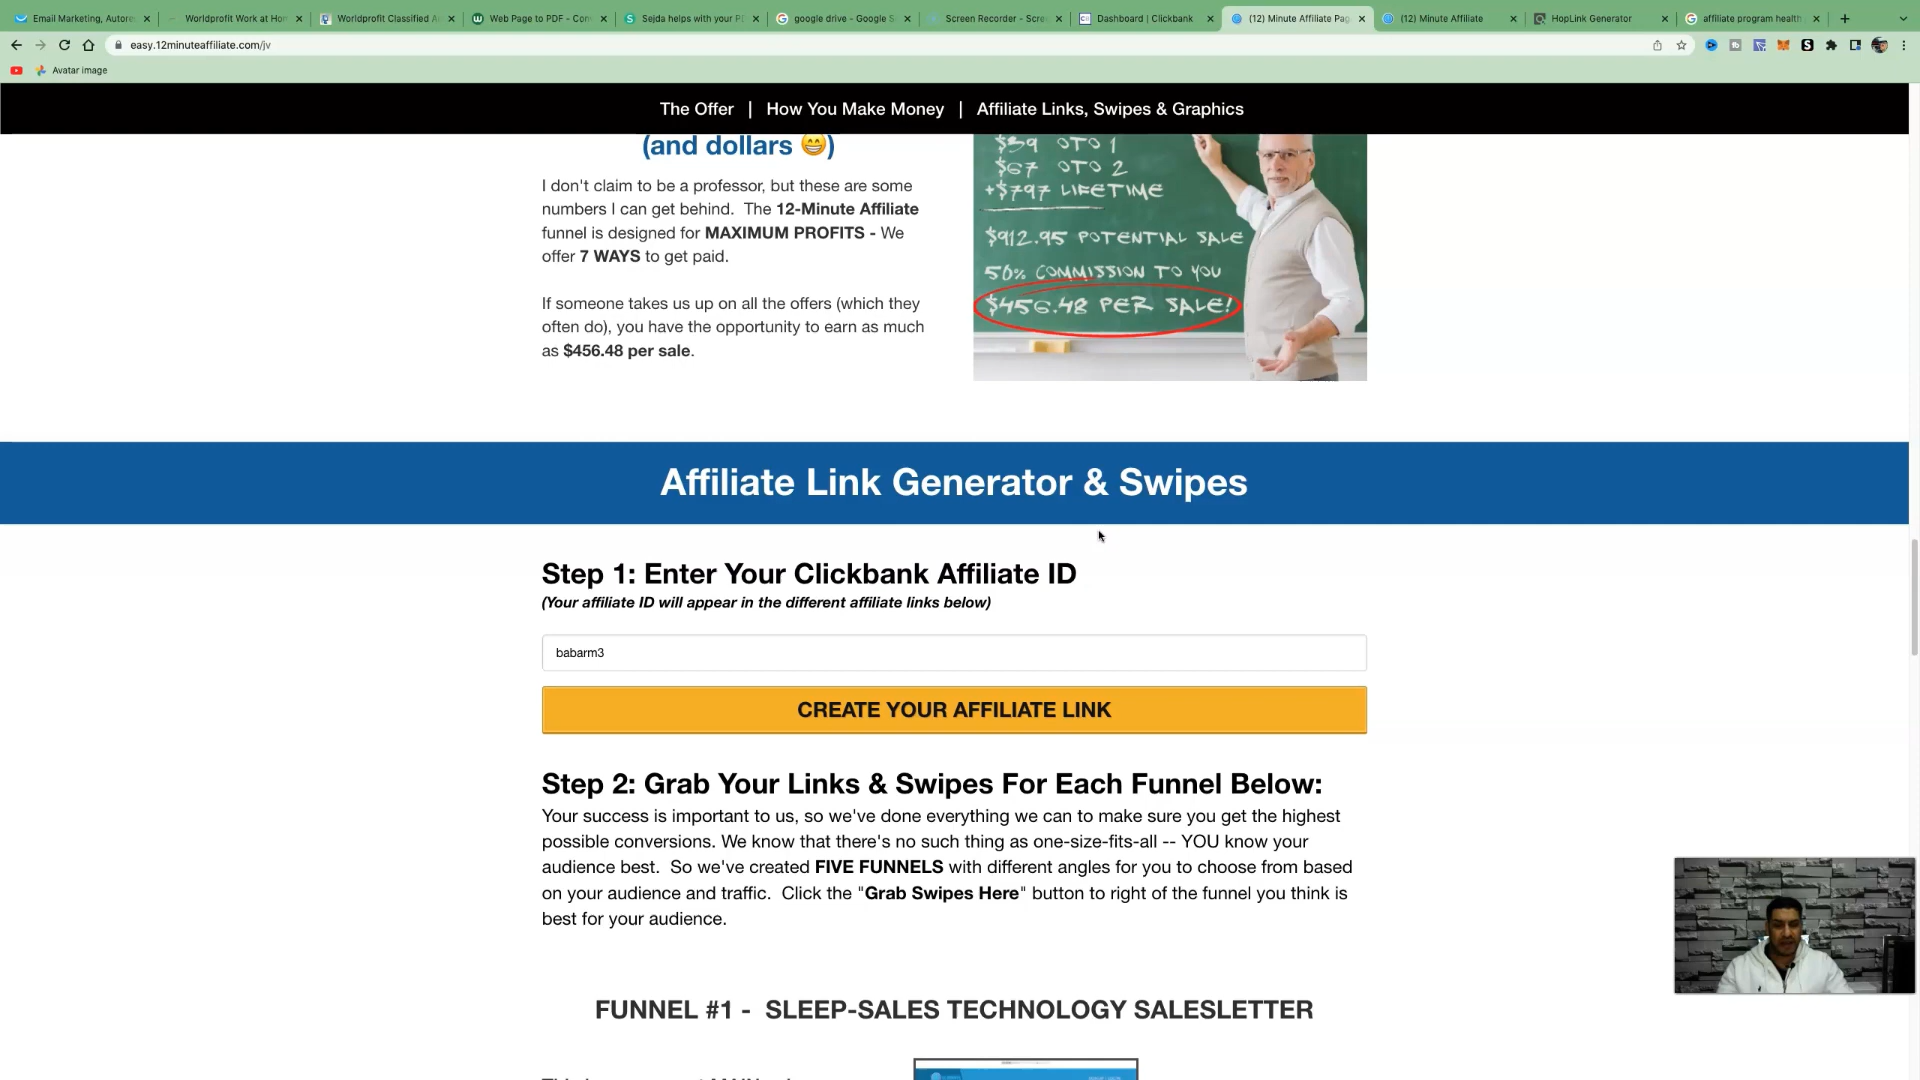 Email Marketing, Autore
Worldprofit Work at Hom
Worldprofit Classified A
Web Page to PDF - Con
Sejda helps with your P
google drive - Google S
Screen Recorder - Scre
Dashboard | Clickbank
(12) Minute Affiliate Pag
(12) Minute Affiliate
HopLink Generator
affiliate program health
easy.12minuteaffiliate.com/jv
Avatar image
The Offer | How You Make Money | Affiliate Links, Swipes & Graphics
(and dollars 😁)
I don't claim to be a professor, but these are some
numbers I can get behind. The 12-Minute Affiliate
funnel is designed for MAXIMUM PROFITS - We
offer 7 WAYS to get paid.
If someone takes us up on all the offers (which they
often do), you have the opportunity to earn as much
as $456.48 per sale.
$39 OTO 1
$67 OTO 2
+$797 LIFETIME
$912.95 POTENTIAL SALE
50% COMMISSION TO YOU
$456.48 PER SALE!
Affiliate Link Generator & Swipes
Step 1: Enter Your Clickbank Affiliate ID
(Your affiliate ID will appear in the different affiliate links below)
babarm3
CREATE YOUR AFFILIATE LINK
Step 2: Grab Your Links & Swipes For Each Funnel Below:
Your success is important to us, so we've done everything we can to make sure you get the highest
possible conversions. We know that there's no such thing as one-size-fits-all -- YOU know your
audience best. So we've created FIVE FUNNELS with different angles for you to choose from based
on your audience and traffic. Click the "Grab Swipes Here" button to right of the funnel you think is
best for your audience.
FUNNEL #1 - SLEEP-SALES TECHNOLOGY SALESLETTER